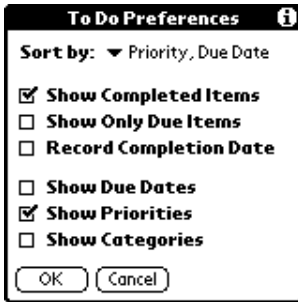 To Do Preferences
Sort by: Priority, Due Date
Show Completed Items
Show Only Due Items
Record Completion Date
Show Due Dates
Show Priorities
Show Categories
OK Cancel